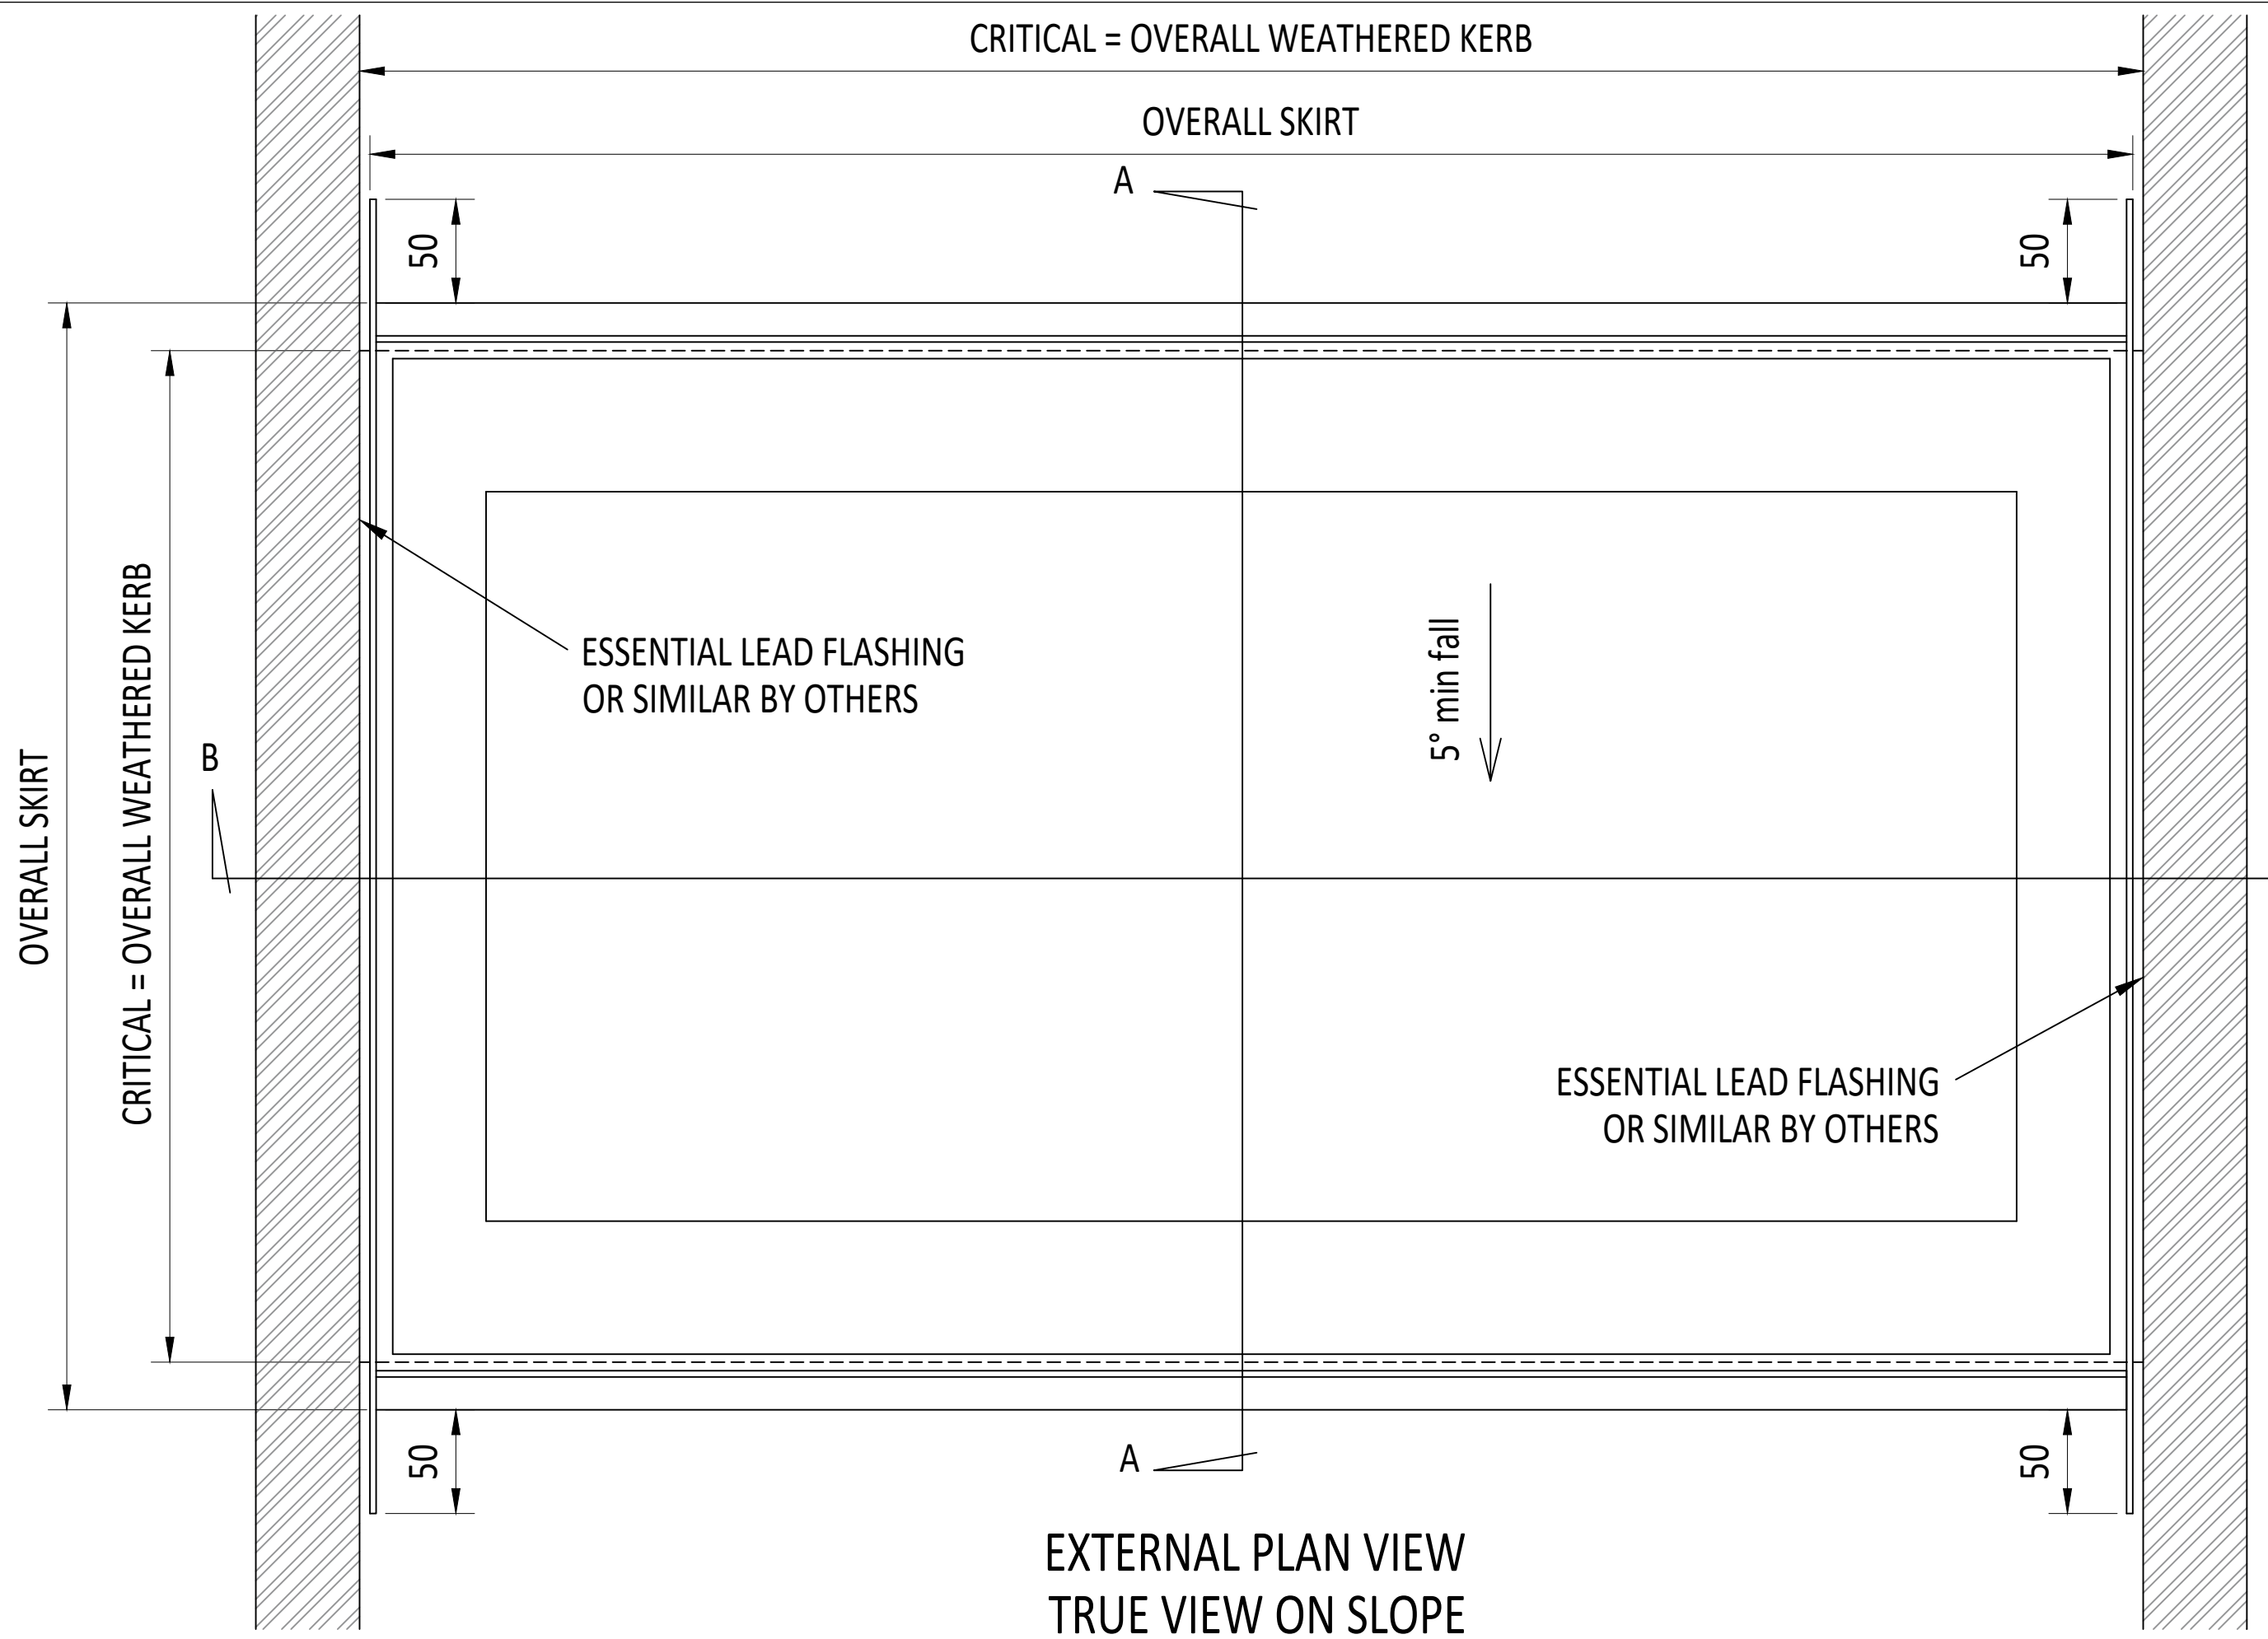 CRITICAL = OVERALL WEATHERED KERB
OVERALL SKIRT
A
50
50
ESSENTIAL LEAD FLASHING
OR SIMILAR BY OTHERS
5° min fall
B
OVERALL SKIRT
CRITICAL = OVERALL WEATHERED KERB
ESSENTIAL LEAD FLASHING
OR SIMILAR BY OTHERS
50
A
50
EXTERNAL PLAN VIEW
TRUE VIEW ON SLOPE